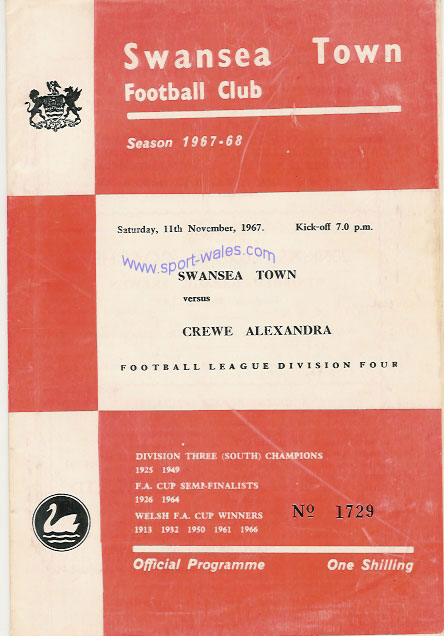 Swansea Town
Football Club
Season 1967-68
Saturday, 11th November, 1967. Kick-off 7.0 p.m.
www.sport-wales.com
SWANSEA TOWN
versus
CREWE ALEXANDRA
FOOTBALL LEAGUE DIVISION FOUR
DIVISION THREE (SOUTH) CHAMPIONS
1925 1949
F.A. CUP SEMI-FINALISTS
1926 1964
WELSH F.A. CUP WINNERS
1913 1932 1950 1961 1966
No 1729
Official Programme One Shilling